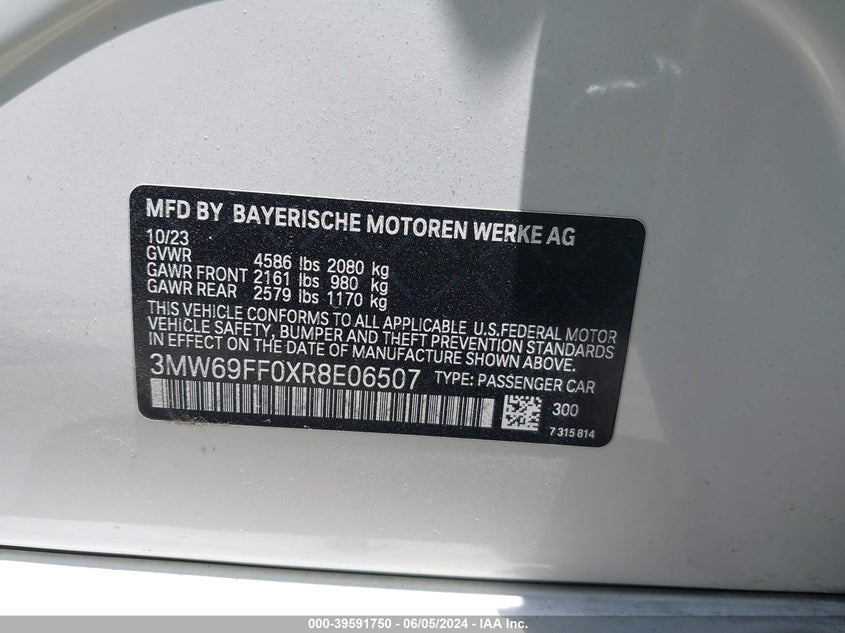 MFD BY BAYERISCHE MOTOREN WERKE AG
10/23
GVWR 4586 lbs 2080 kg
GAWR FRONT 2161 lbs 980 kg
GAWR REAR 2579 lbs 1170 kg
THIS VEHICLE CONFORMS TO ALL APPLICABLE U.S.FEDERAL MOTOR
VEHICLE SAFETY, BUMPER AND THEFT PREVENTION STANDARDS
IN EFFECT ON THE DATE OF MANUFACTURE SHOWN ABOVE.
3MW69FF0XR8E06507 TYPE: PASSENGER CAR
300
7 315 814
000-39591750 | 06/05/2024 - IAA Inc.